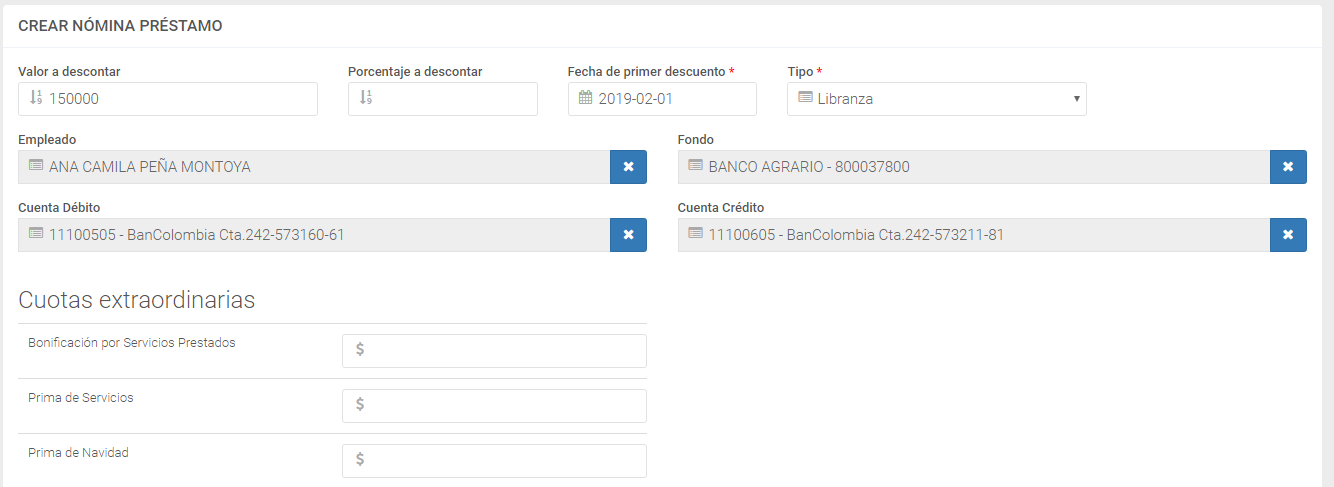 CREAR NÓMINA PRÉSTAMO
Valor a descontar Porcentaje a descontar Fecha de primer descuento * Tipo *
150000 2019-02-01 Libranza
Empleado Fondo
ANA CAMILA PEÑA MONTOYA BANCO AGRARIO - 800037800
Cuenta Débito Cuenta Crédito
11100505 - BanColombia Cta.242-573160-61 11100605 - BanColombia Cta.242-573211-81
Cuotas extraordinarias
Bonificación por Servicios Prestados $
Prima de Servicios $
Prima de Navidad $